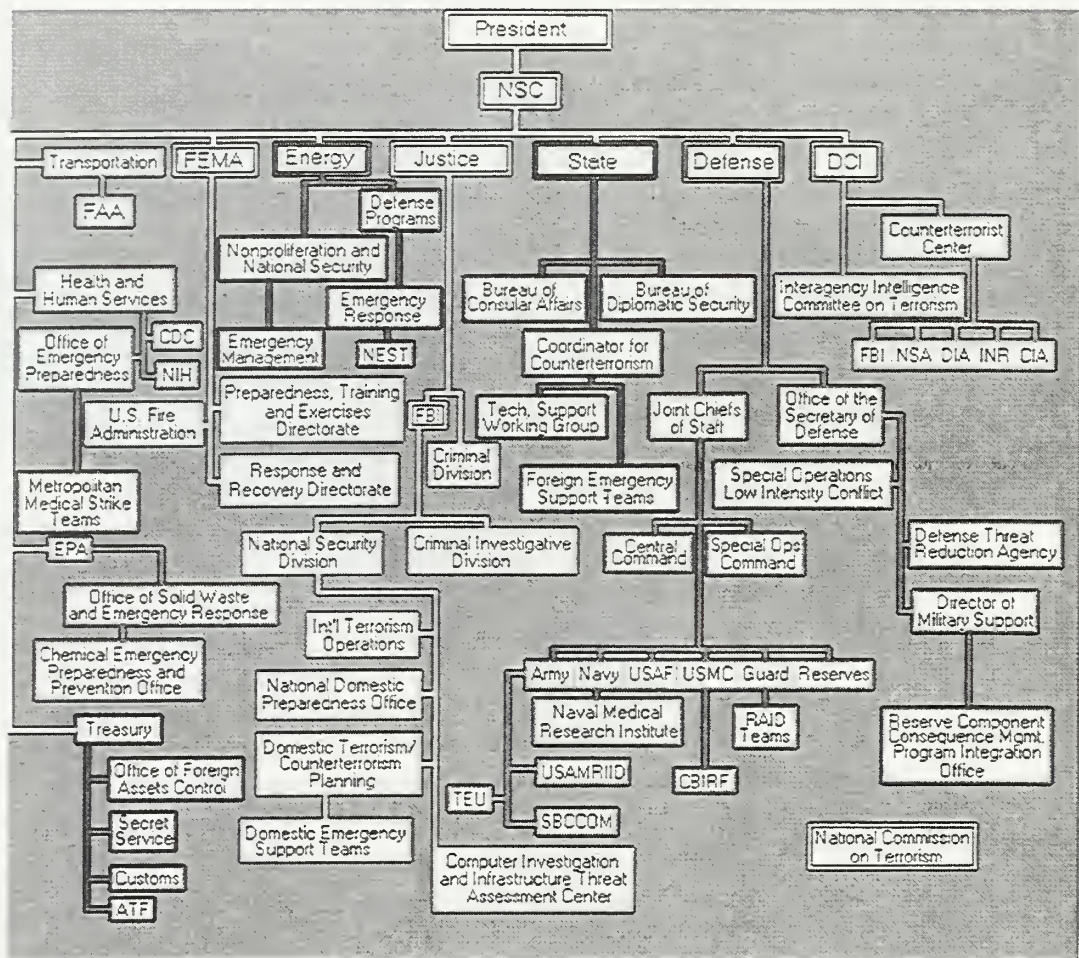 President
NSC
Transportation
FEMA
Energy
Justice
State
Defense
DCI
FAA
Defense
Programs
Counterterrorist
Center
Nonproliferation and
National Security
Health and
Human Services
Emergency
Response
Bureau of
Consular Affairs
Bureau of
Diplomatic Security
Interagency Intelligence
Committee on Terrorism
CDC
Office of
Emergency
Preparedness
Emergency
Management
NEST
Coordinator for
Counterterrorism
FBI NSA DIA INR CIA
NIH
Preparedness, Training
and Exercises
Directorate
U.S. Fire
Administration
FBI
Tech. Support
Working Group
Joint Chiefs
of Staff
Office of the
Secretary of
Defense
Criminal
Division
Response and
Recovery Directorate
Foreign Emergency
Support Teams
Special Operations
Low Intensity Conflict
Metropolitan
Medical Strike
Teams
EPA
National Security
Division
Criminal Investigative
Division
Central
Command
Special Ops
Command
Defense Threat
Reduction Agency
Office of Solid Waste
and Emergency Response
Director of
Military Support
Int'l Terrorism
Operations
Chemical Emergency
Preparedness and
Prevention Office
Army Navy USAF USMC Guard Reserves
National Domestic
Preparedness Office
Naval Medical
Research Institute
RAID
Teams
Reserve Component
Consequence Mgmt.
Program Integration
Office
Treasury
Domestic Terrorism/
Counterterrorism
Planning
Office of Foreign
Assets Control
USAMRIID
CBIRF
TEU
SBCCOM
Secret
Service
Domestic Emergency
Support Teams
National Commission
on Terrorism
Customs
Computer Investigation
and Infrastructure Threat
Assessment Center
ATF